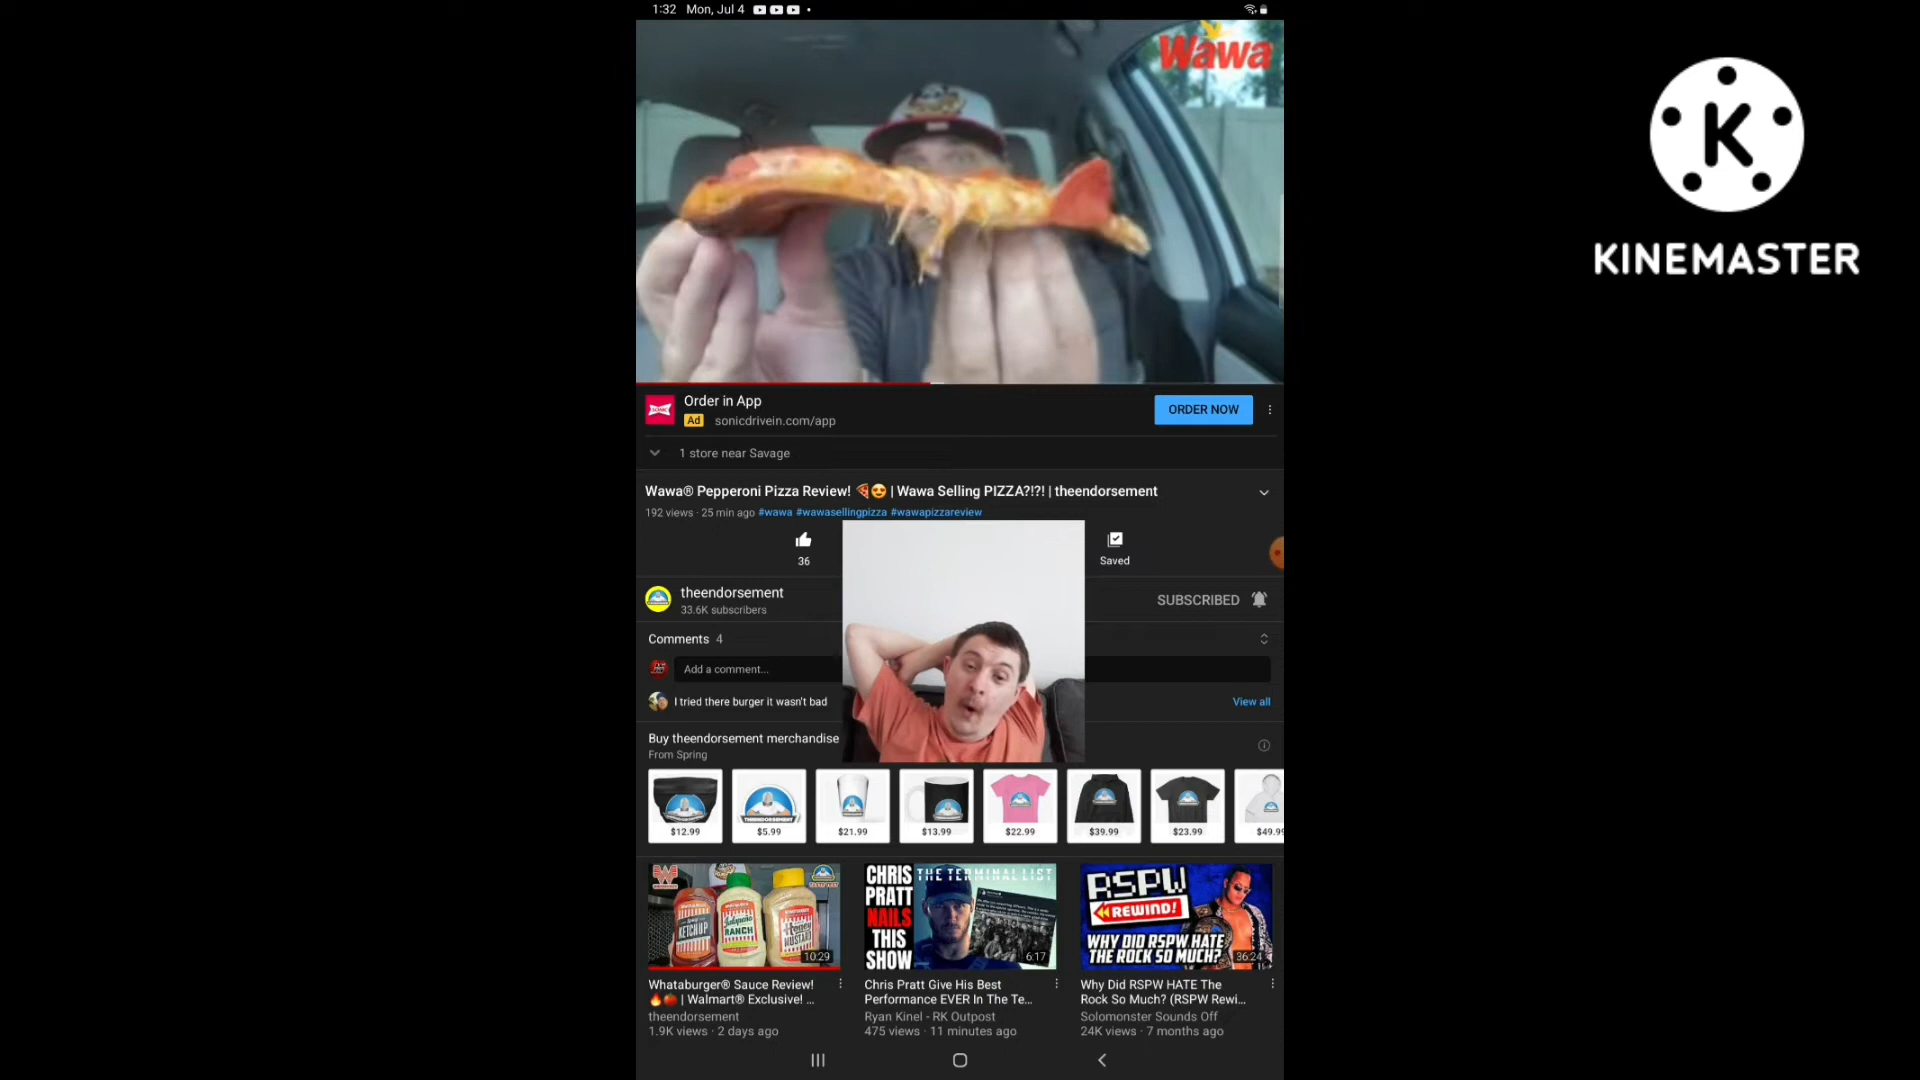 1:32 Mon, Jul 4
Wawa
K
KINEMASTER
Order in App
ORDER NOW
Ad sonicdrivein.com/app
1 store near Savage
Wawa® Pepperoni Pizza Review! 🍕😍 | Wawa Selling PIZZA?!?! | theendorsement
192 views · 25 min ago #wawa #wawasellingpizza #wawapizzareview
36
Saved
theendorsement
33.6K subscribers
SUBSCRIBED
Comments 4
Add a comment...
I tried there burger it wasn't bad
View all
Buy theendorsement merchandise
From Spring
$12.99
$5.99
$21.99
$13.99
$22.99
$39.99
$23.99
$49.99
KETCHUP
Jalapeño
RANCH
Honey
MUSTARD
10:29
CHRIS
PRATT
NAILS
THIS
SHOW
THE TERMINAL LIST
6:17
RSPW
REWIND!
WHY DID RSPW HATE
THE ROCK SO MUCH?
36:24
Whataburger® Sauce Review!
🔥🍅 | Walmart® Exclusive! ...
theendorsement
1.9K views · 2 days ago
Chris Pratt Give His Best
Performance EVER In The Te...
Ryan Kinel - RK Outpost
475 views · 11 minutes ago
Why Did RSPW HATE The
Rock So Much? (RSPW Rewi...
Solomonster Sounds Off
24K views · 7 months ago